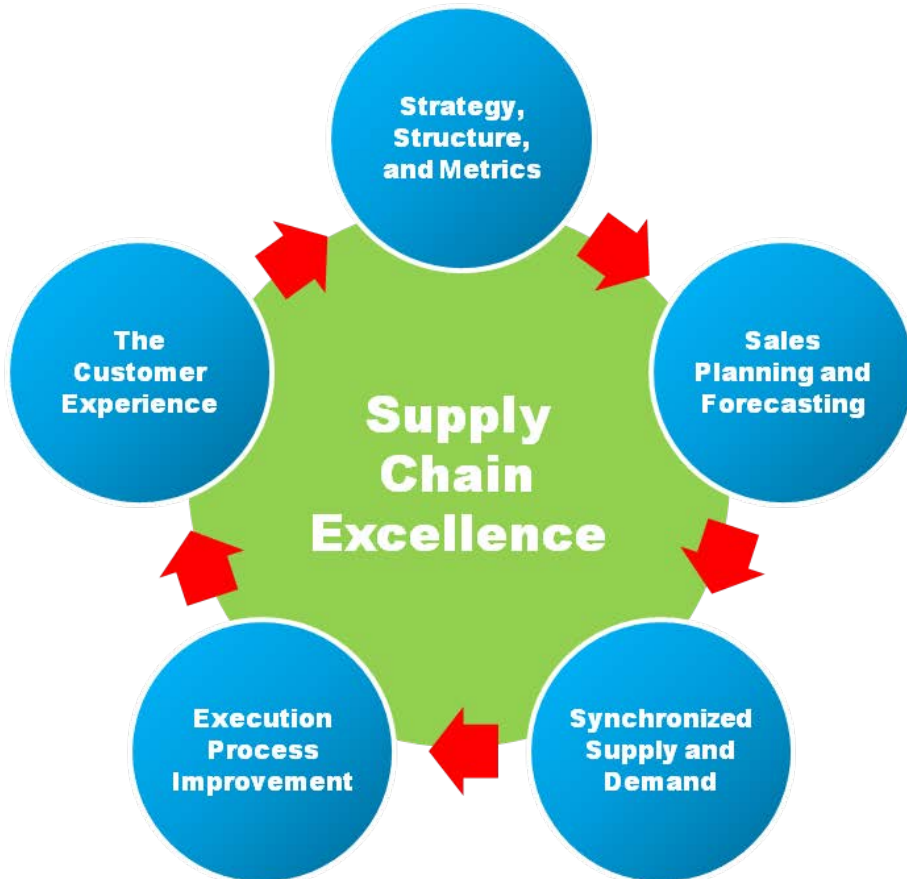 Strategy,
Structure,
and Metrics
Sales
Planning and
Forecasting
Synchronized
Supply and
Demand
Execution
Process
Improvement
The
Customer
Experience
Supply
Chain
Excellence